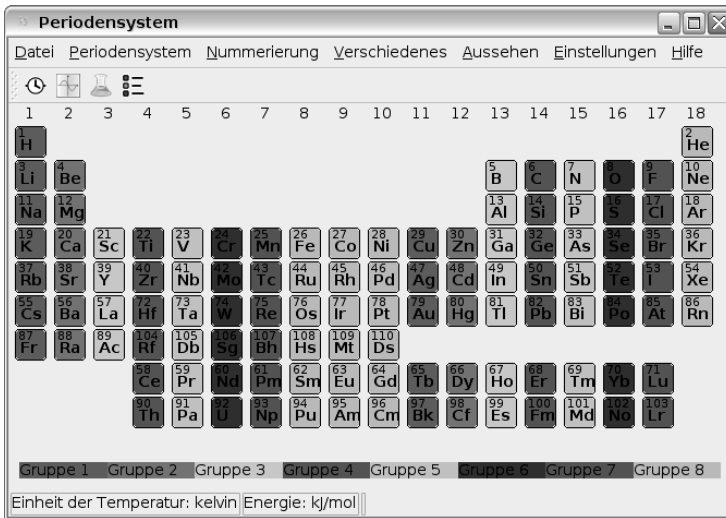 Periodensystem
Datei Periodensystem Nummerierung Verschiedenes Aussehen Einstellungen Hilfe
1 2 3 4 5 6 7 8 9 10 11 12 13 14 15 16 17 18
1 2
H He
3 4 5 6 7 8 9 10
Li Be B C N O F Ne
11 12 13 14 15 16 17 18
Na Mg Al Si P S Cl Ar
19 20 21 22 23 24 25 26 27 28 29 30 31 32 33 34 35 36
K Ca Sc Ti V Cr Mn Fe Co Ni Cu Zn Ga Ge As Se Br Kr
37 38 39 40 41 42 43 44 45 46 47 48 49 50 51 52 53 54
Rb Sr Y Zr Nb Mo Tc Ru Rh Pd Ag Cd In Sn Sb Te I Xe
55 56 57 72 73 74 75 76 77 78 79 80 81 82 83 84 85 86
Cs Ba La Hf Ta W Re Os Ir Pt Au Hg Tl Pb Bi Po At Rn
87 88 89 104 105 106 107 108 109 110
Fr Ra Ac Rf Db Sg Bh Hs Mt Ds
58 59 60 61 62 63 64 65 66 67 68 69 70 71
Ce Pr Nd Pm Sm Eu Gd Tb Dy Ho Er Tm Yb Lu
90 91 92 93 94 95 96 97 98 99 100 101 102 103
Th Pa U Np Pu Am Cm Bk Cf Es Fm Md No Lr
Gruppe 1 Gruppe 2 Gruppe 3 Gruppe 4 Gruppe 5 Gruppe 6 Gruppe 7 Gruppe 8
Einheit der Temperatur: kelvin Energie: kJ/mol